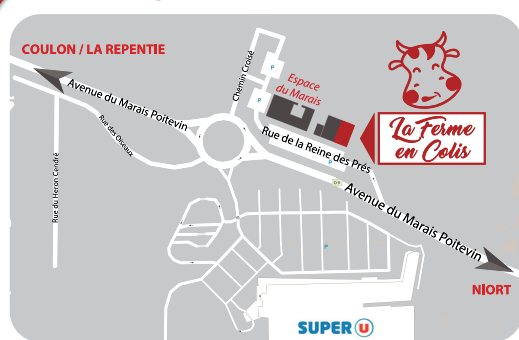 COULON / LA REPENTIE
Chemin Croisé
P
Espace
du Marais
P
Avenue du Marais Poitevin
Rue des Oiseaux
Rue de la Reine des Prés
P
La Ferme
en Colis
Rue du Heron Cendré
Avenue du Marais Poitevin
P
NIORT
SUPER U